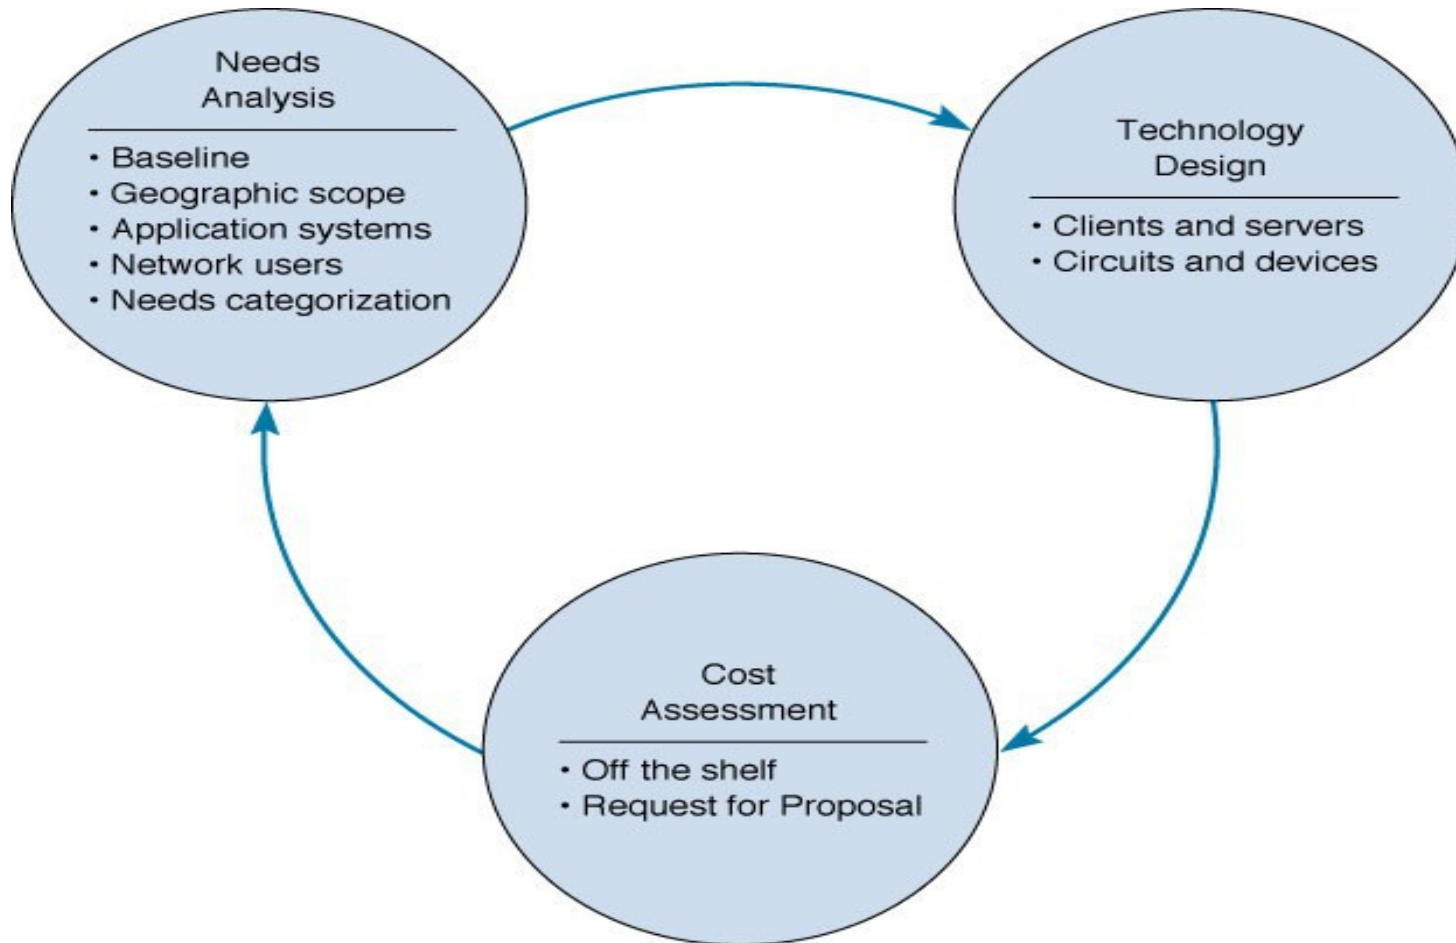 Needs
Analysis
• Baseline
• Geographic scope
• Application systems
• Network users
• Needs categorization
Technology
Design
• Clients and servers
• Circuits and devices
Cost
Assessment
• Off the shelf
• Request for Proposal